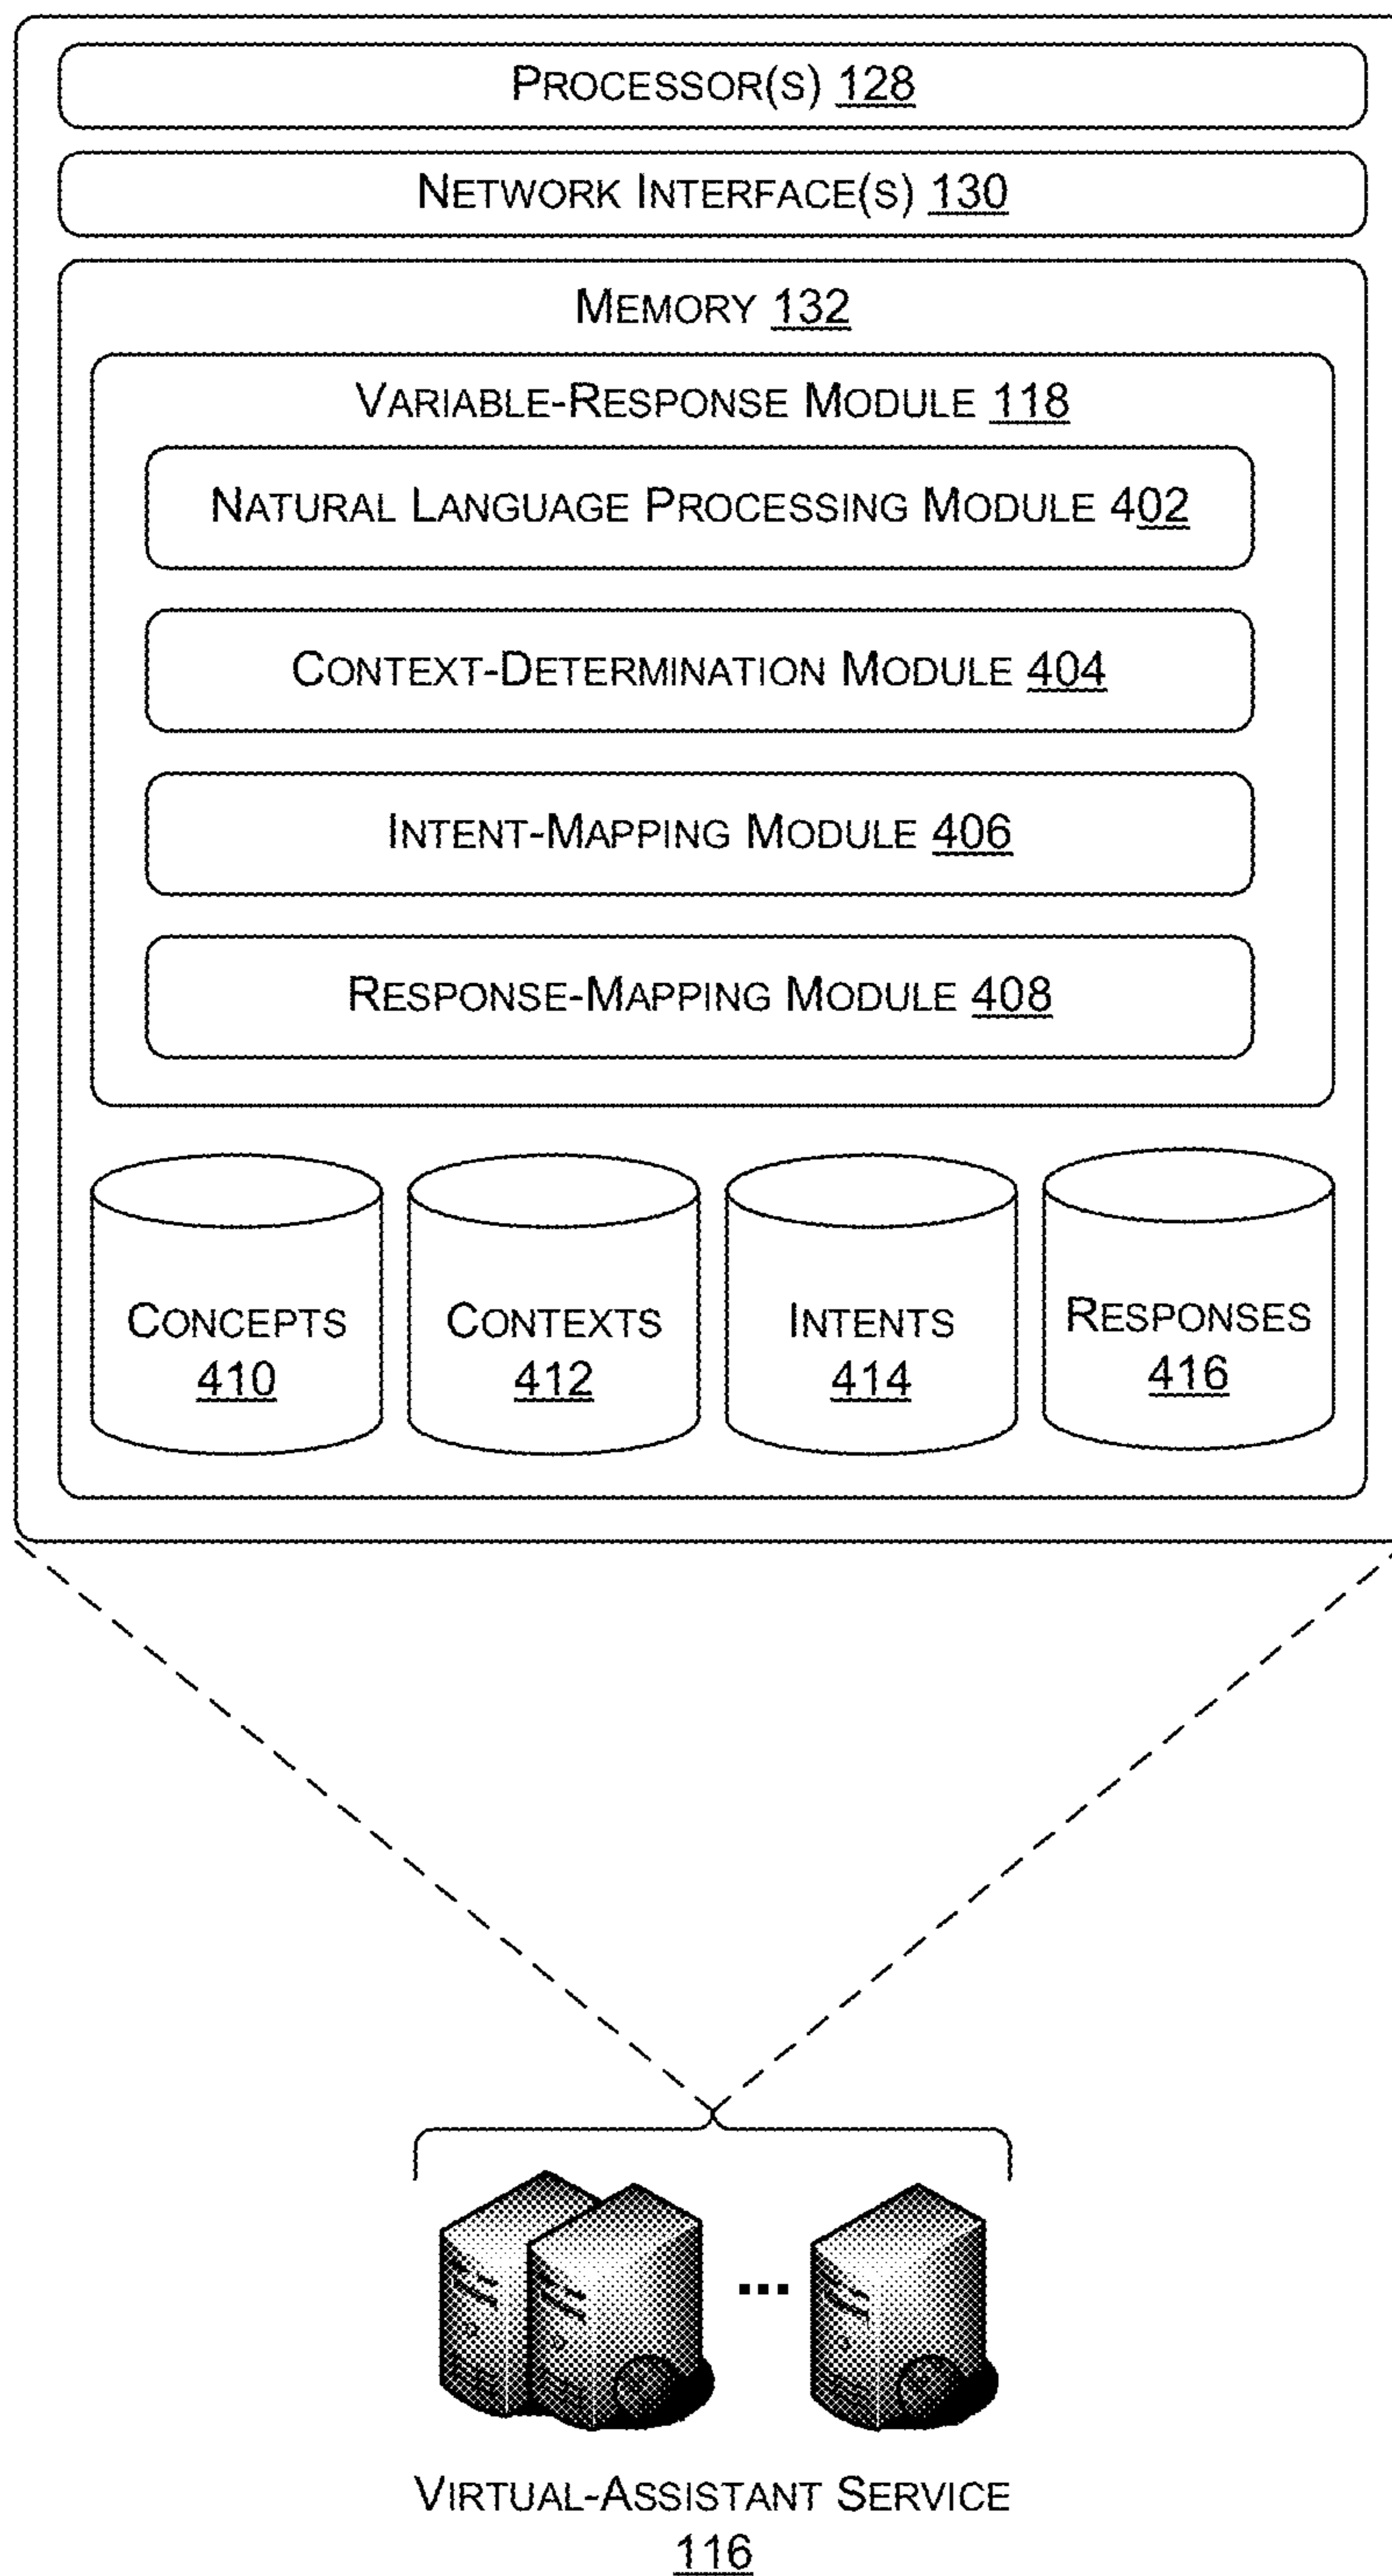 PROCESSOR(S) 128
NETWORK INTERFACE(S) 130
MEMORY 132
VARIABLE-RESPONSE MODULE 118
NATURAL LANGUAGE PROCESSING MODULE 402
CONTEXT-DETERMINATION MODULE 404
INTENT-MAPPING MODULE 406
RESPONSE-MAPPING MODULE 408
CONCEPTS
410
CONTEXTS
412
INTENTS
414
RESPONSES
416
...
VIRTUAL-ASSISTANT SERVICE
116